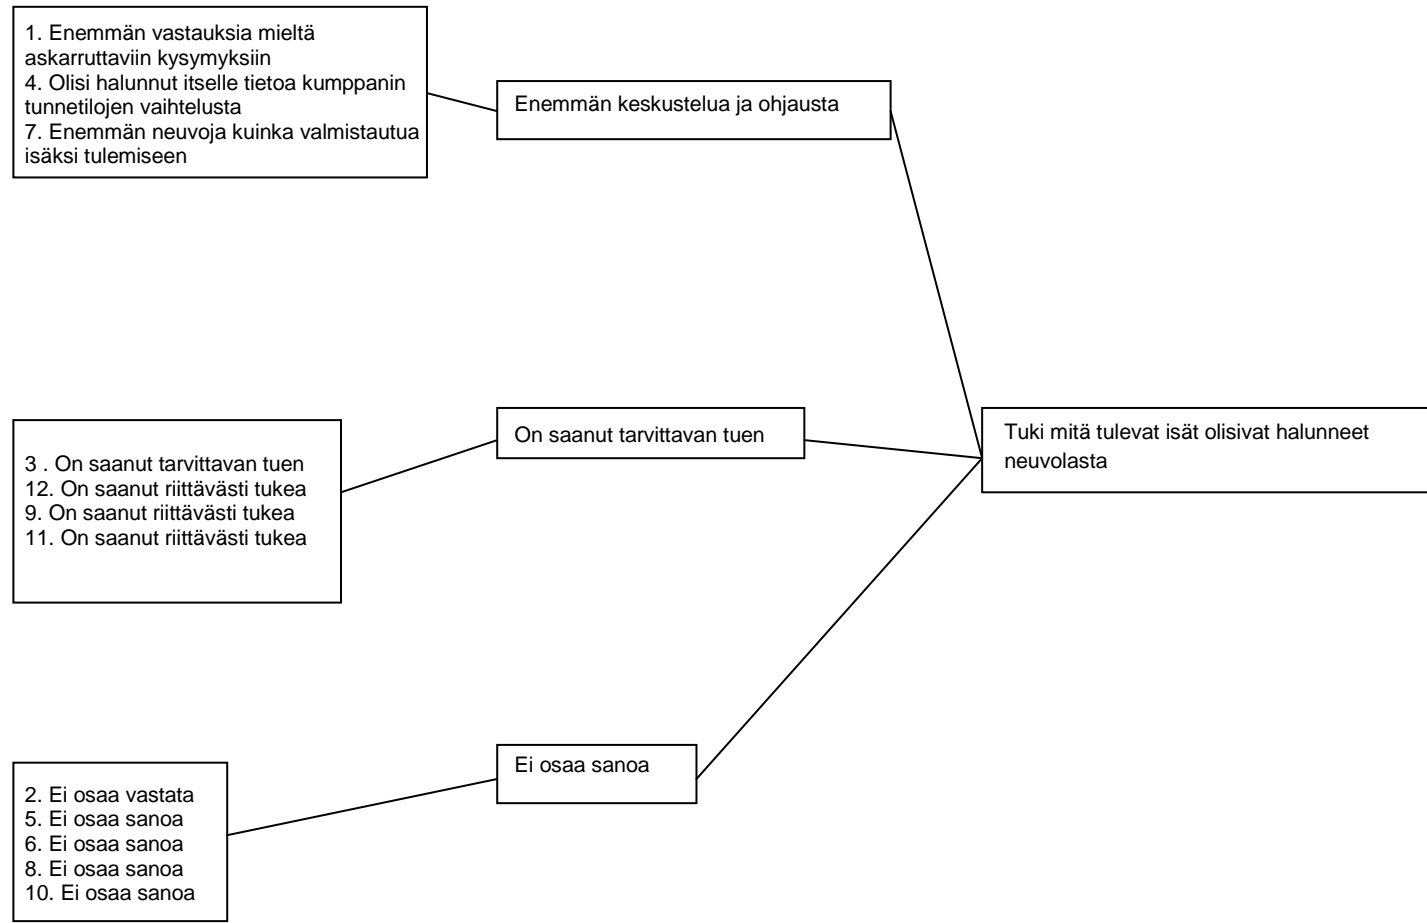 1. Enemmän vastauksia mieltä
askarruttaviin kysymyksiin
4. Olisi halunnut itselle tietoa kumppanin
tunnetilojen vaihtelusta
7. Enemmän neuvoja kuinka valmistautua
isäksi tulemiseen
Enemmän keskustelua ja ohjausta
3 . On saanut tarvittavan tuen
12. On saanut riittävästi tukea
9. On saanut riittävästi tukea
11. On saanut riittävästi tukea
On saanut tarvittavan tuen
Tuki mitä tulevat isät olisivat halunneet
neuvolasta
2. Ei osaa vastata
5. Ei osaa sanoa
6. Ei osaa sanoa
8. Ei osaa sanoa
10. Ei osaa sanoa
Ei osaa sanoa